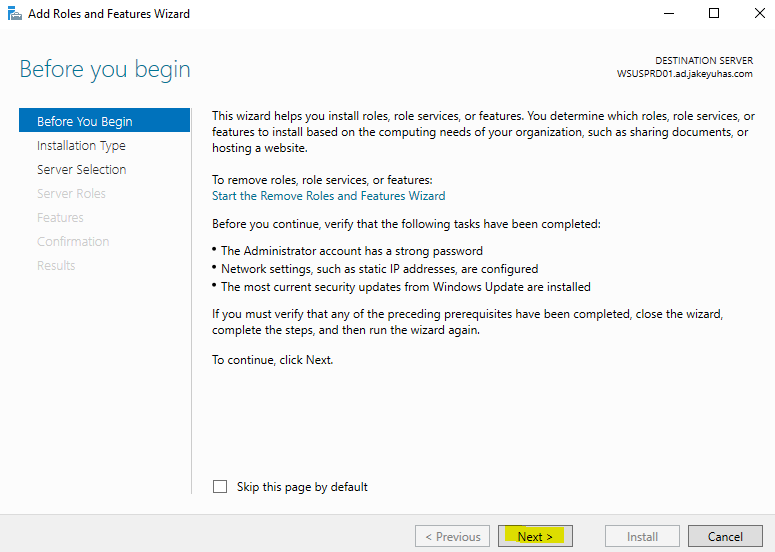 Add Roles and Features Wizard
Before you begin
DESTINATION SERVER
WSUSPRD01.ad.jakeyuhas.com
Before You Begin
Installation Type
Server Selection
Server Roles
Features
Confirmation
Results
This wizard helps you install roles, role services, or features. You determine which roles, role services, or
features to install based on the computing needs of your organization, such as sharing documents, or
hosting a website.
To remove roles, role services, or features:
Start the Remove Roles and Features Wizard
Before you continue, verify that the following tasks have been completed:
• The Administrator account has a strong password
• Network settings, such as static IP addresses, are configured
• The most current security updates from Windows Update are installed
If you must verify that any of the preceding prerequisites have been completed, close the wizard,
complete the steps, and then run the wizard again.
To continue, click Next.
Skip this page by default
< Previous
Next >
Install
Cancel